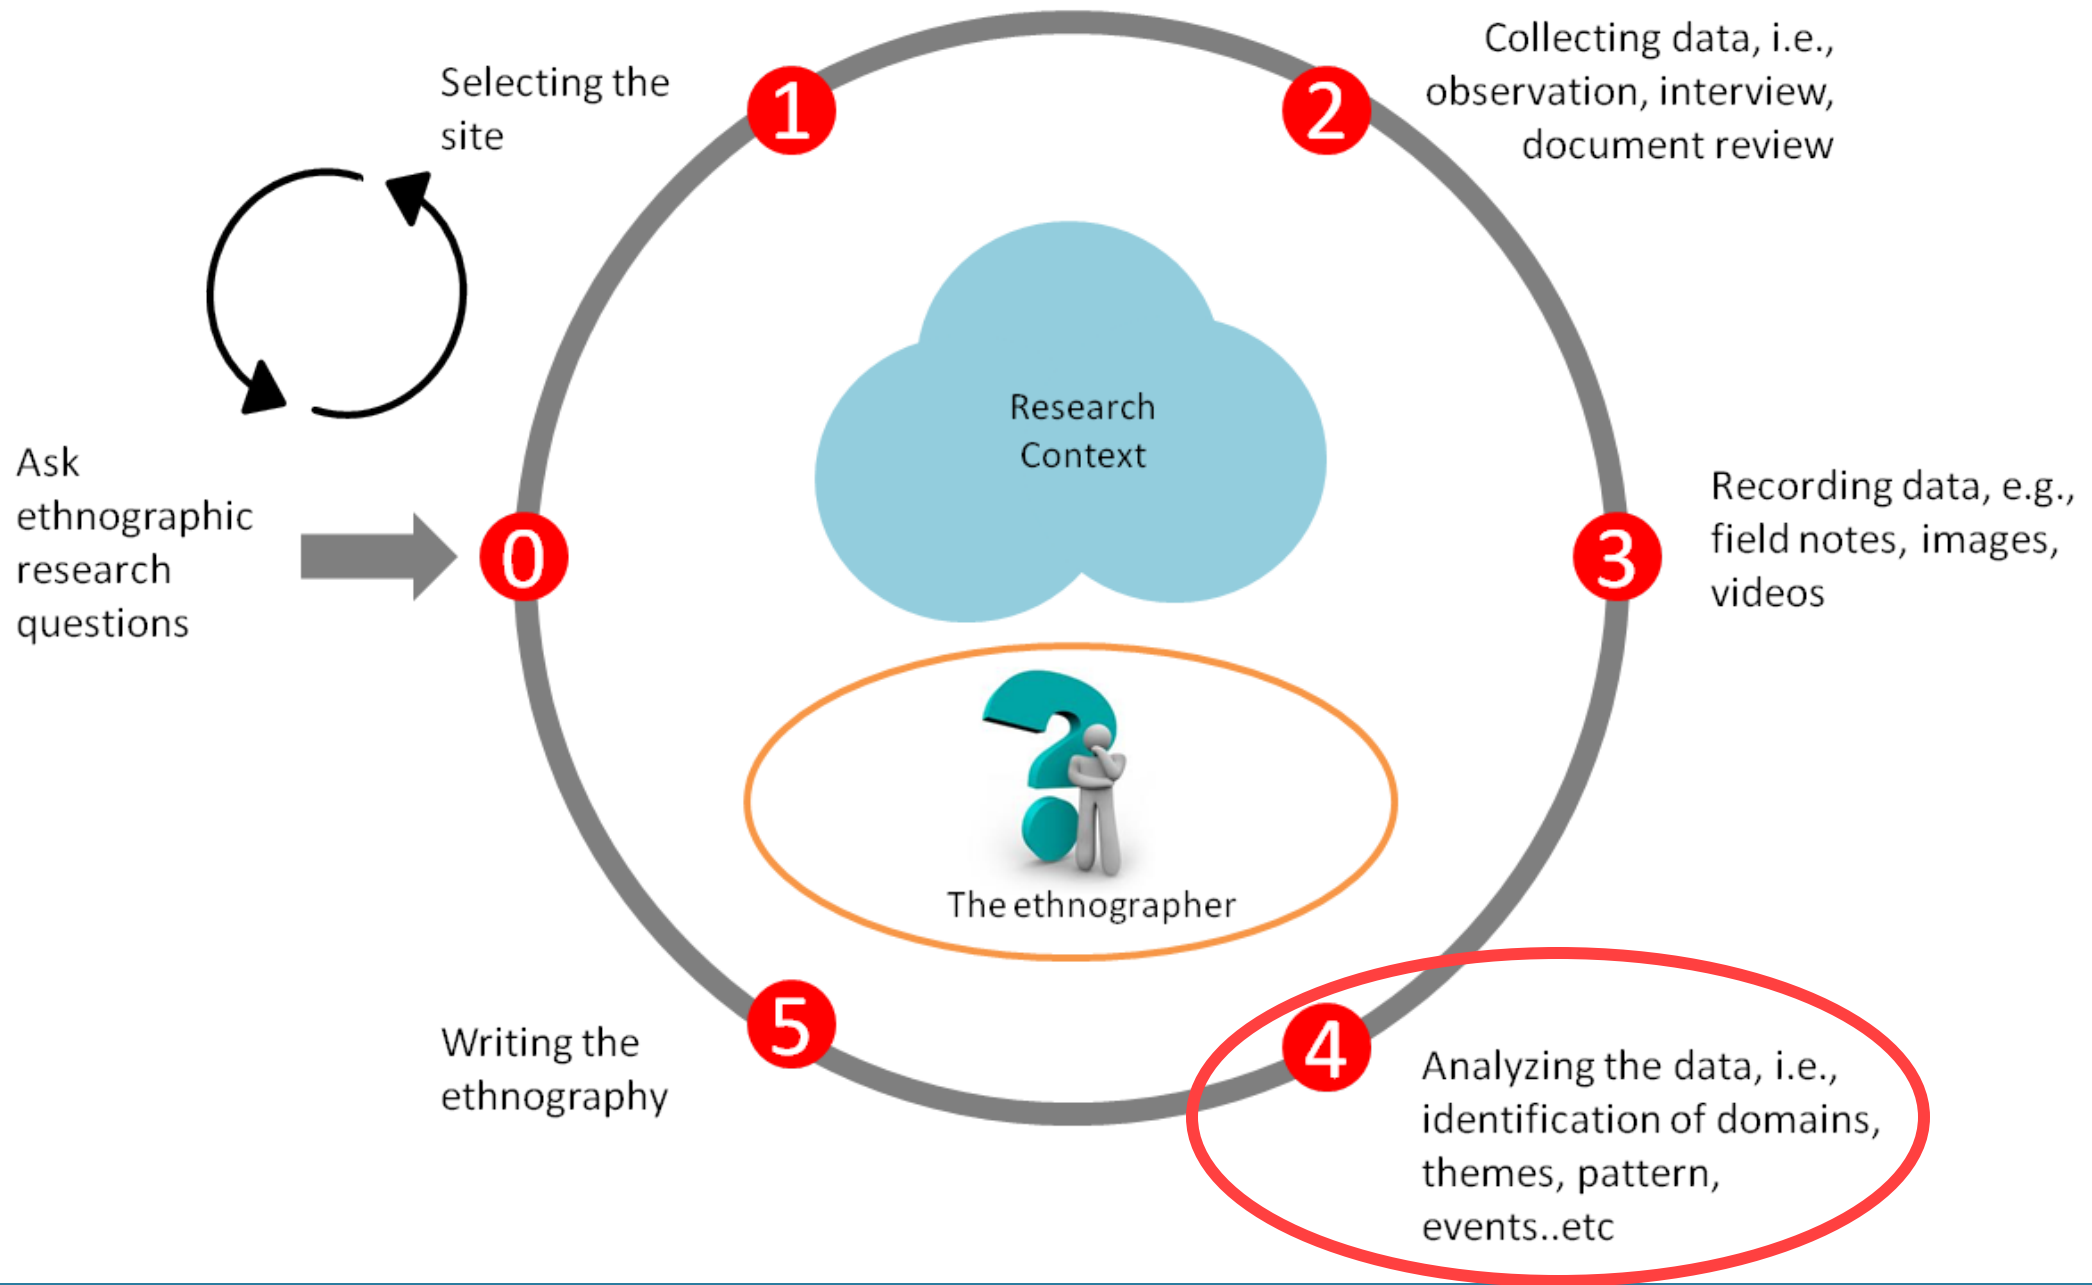 Selecting the
site
1
2
Collecting data, i.e.,
observation, interview,
document review
Research
Context
Ask
ethnographic
research
questions
0
3
Recording data, e.g.,
field notes, images,
videos
The ethnographer
5
Writing the
ethnography
4
Analyzing the data, i.e.,
identification of domains,
themes, pattern,
events..etc